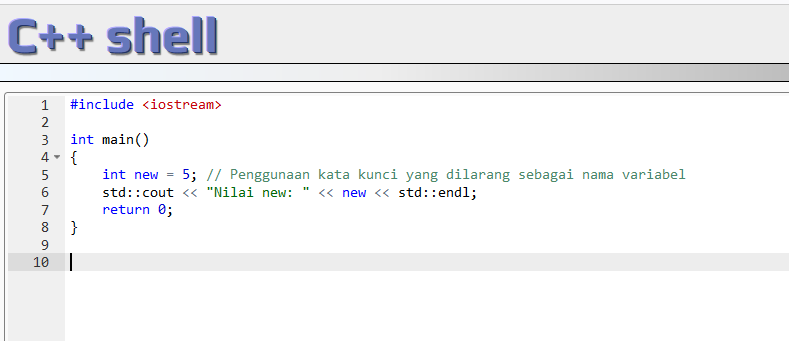 C++ shell
1 #include <iostream>
2
3 int main()
4 {
5     int new = 5; // Penggunaan kata kunci yang dilarang sebagai nama variabel
6     std::cout << "Nilai new: " << new << std::endl;
7     return 0;
8 }
9
10